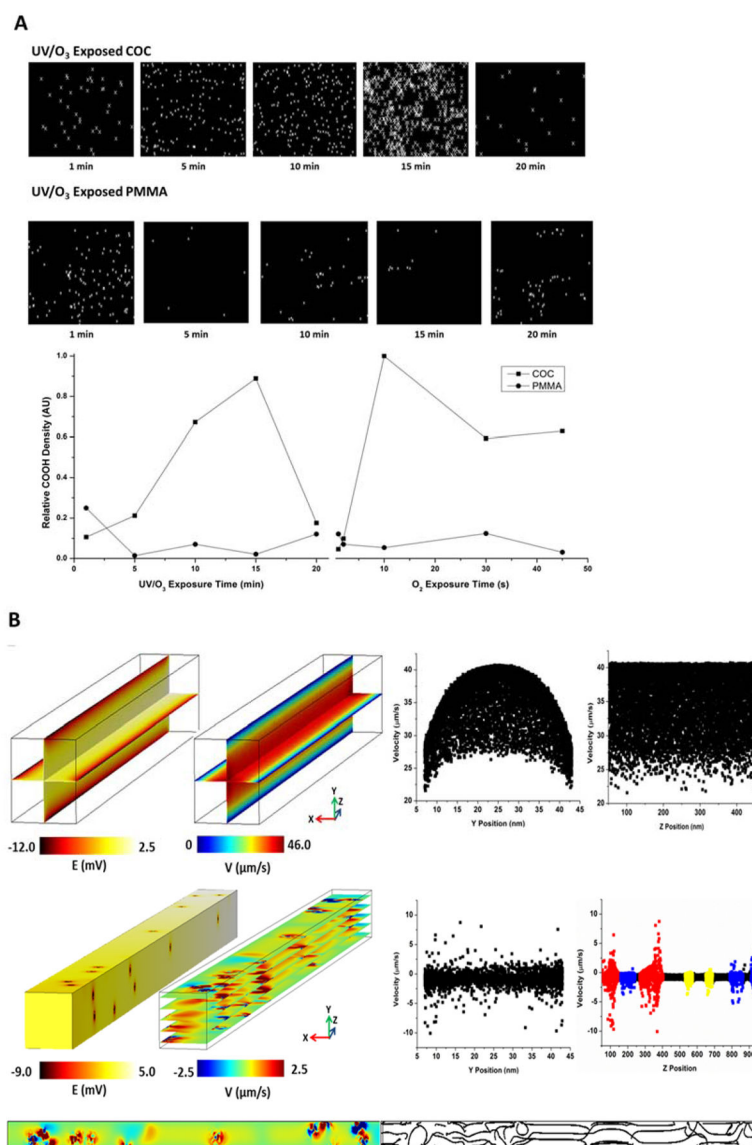 A
UV/O3 Exposed COC
1 min 5 min 10 min 15 min 20 min
UV/O3 Exposed PMMA
1 min 5 min 10 min 15 min 20 min
Relative COOH Density (AU)
1.0
0.8
0.6
0.4
0.2
0.0
COC
PMMA
0 5 10 15 20 10 20 30 40 50
UV/O3 Exposure Time (min) O2 Exposure Time (s)
B
X Y Z
-12.0 2.5 0 46.0
E (mV) V (μm/s)
Velocity (μm/s)
45
40
35
30
25
20
5 10 15 20 25 30 35 40 45
Y Position (nm)
Velocity (μm/s)
45
40
35
30
25
20
100 200 300 400
Z Position (nm)
X Y Z
-9.0 5.0 -2.5 2.5
E (mV) V (μm/s)
Velocity (μm/s)
10
5
0
-5
-10
5 10 15 20 25 30 35 40 45
Y Position (nm)
Velocity (μm/s)
10
5
0
-5
-10
100 200 300 400 500 600 700 800 900
Z Position